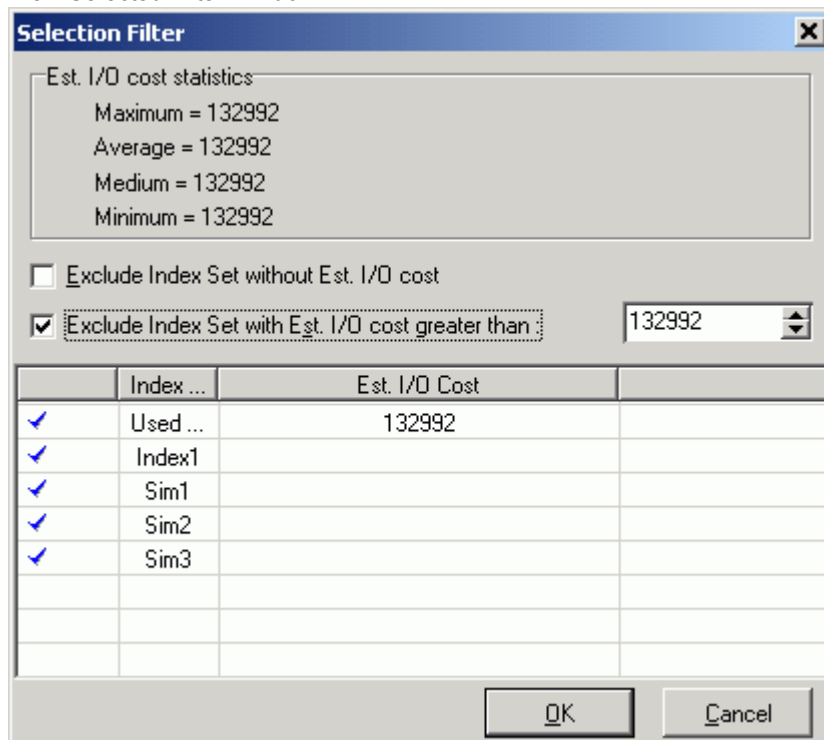 Selection Filter
Est. I/O cost statistics
Maximum = 132992
Average = 132992
Medium = 132992
Minimum = 132992
Exclude Index Set without Est. I/O cost
Exclude Index Set with Est. I/O cost greater than : 132992
Index ... Est. I/O Cost
Used ... 132992
Index1
Sim1
Sim2
Sim3
OK Cancel